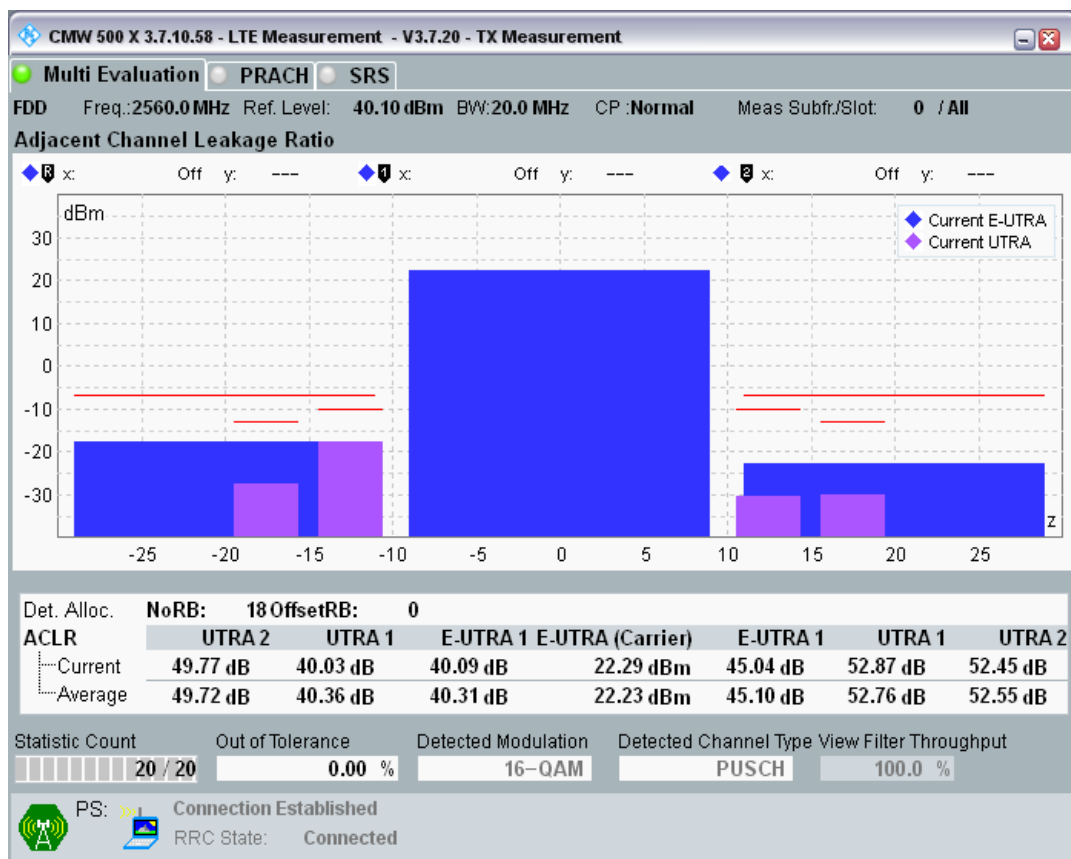 CMW 500 X 3.7.10.58 - LTE Measurement - V3.7.20 - TX Measurement
Multi Evaluation PRACH SRS
FDD Freq.:2560.0 MHz Ref. Level: 40.10 dBm BW:20.0 MHz CP :Normal Meas Subfr./Slot: 0 / All
Adjacent Channel Leakage Ratio
R x: Off y: --- 1 x: Off y: --- 2 x: Off y: ---
dBm
Current E-UTRA
Current UTRA
30
20
10
0
-10
-20
-30
z
-25 -20 -15 -10 -5 0 5 10 15 20 25
Det. Alloc. NoRB: 18 OffsetRB: 0
ACLR UTRA 2 UTRA 1 E-UTRA 1 E-UTRA (Carrier) E-UTRA 1 UTRA 1 UTRA 2
Current 49.77 dB 40.03 dB 40.09 dB 22.29 dBm 45.04 dB 52.87 dB 52.45 dB
Average 49.72 dB 40.36 dB 40.31 dB 22.23 dBm 45.10 dB 52.76 dB 52.55 dB
Statistic Count Out of Tolerance Detected Modulation Detected Channel Type View Filter Throughput
20 / 20 0.00 % 16-QAM PUSCH 100.0 %
PS: Connection Established
RRC State: Connected